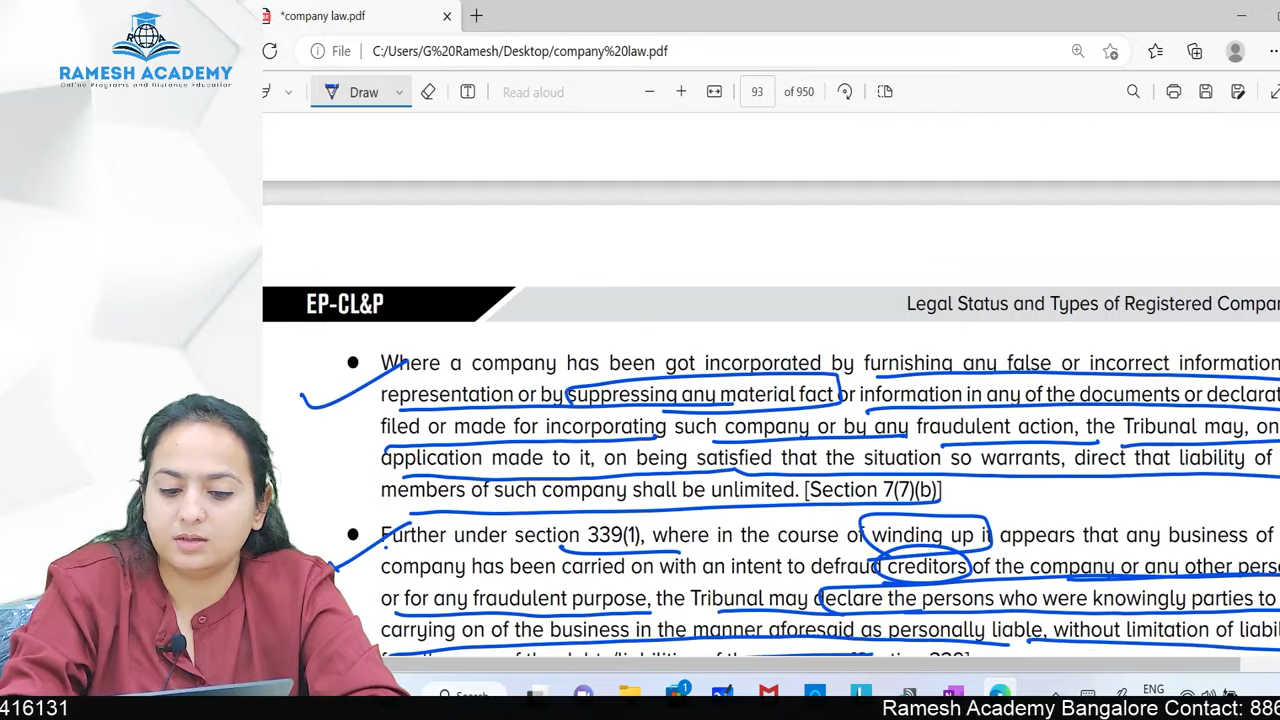 *company law.pdf
RAMESH ACADEMY
Online Programs and Distance Education
File C:/Users/G%20Ramesh/Desktop/company%20law.pdf
Draw Read aloud 93 of 950
EP-CL&P
Legal Status and Types of Registered Compan
Where a company has been got incorporated by furnishing any false or incorrect information
representation or by suppressing any material fact or information in any of the documents or declarat
filed or made for incorporating such company or by any fraudulent action, the Tribunal may, on
application made to it, on being satisfied that the situation so warrants, direct that liability of
members of such company shall be unlimited. [Section 7(7)(b)]
Further under section 339(1), where in the course of winding up it appears that any business of
company has been carried on with an intent to defraud creditors of the company or any other perso
or for any fraudulent purpose, the Tribunal may declare the persons who were knowingly parties to
carrying on of the business in the manner aforesaid as personally liable, without limitation of liabil
Search
ENG
416131
Ramesh Academy Bangalore Contact: 886